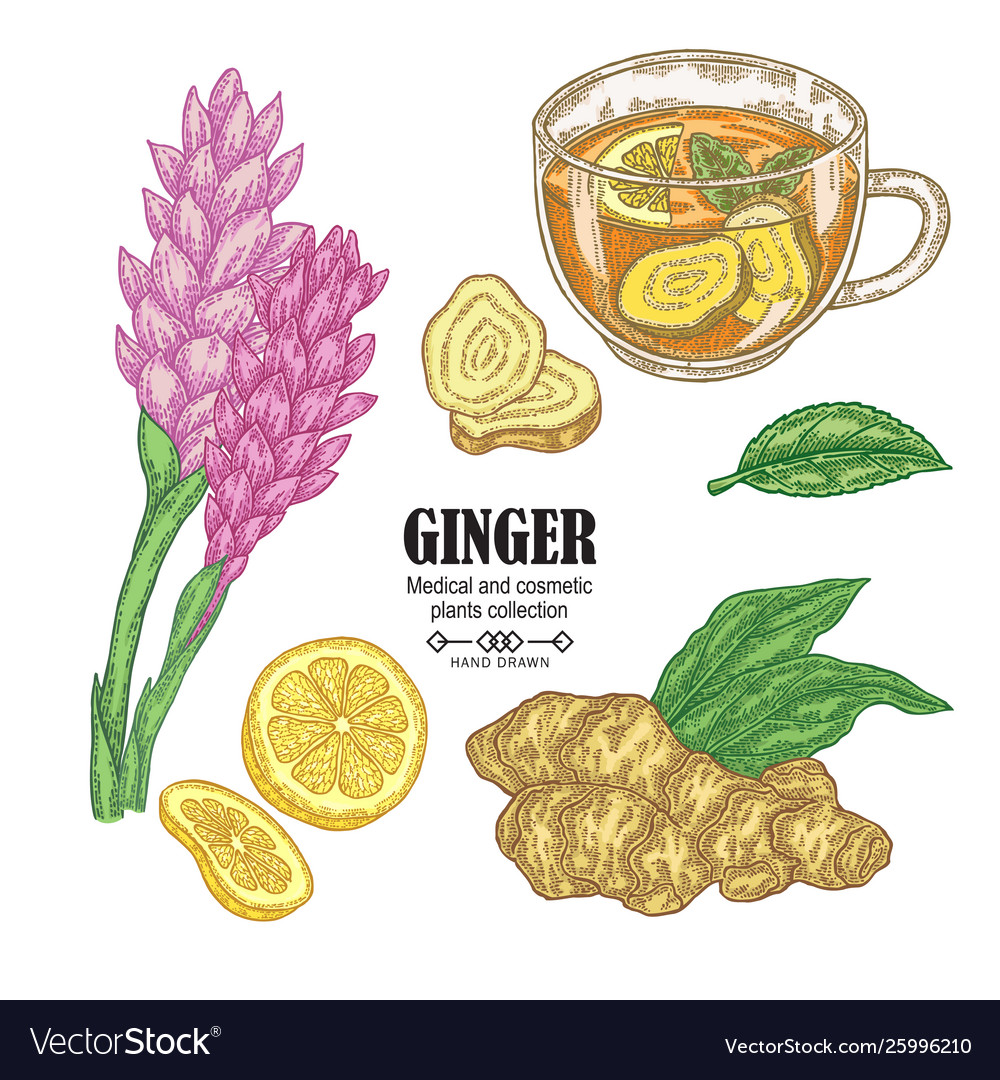 GINGER
Medical and cosmetic
plants collection
HAND DRAWN
VectorStock®
VectorStock.com/25996210